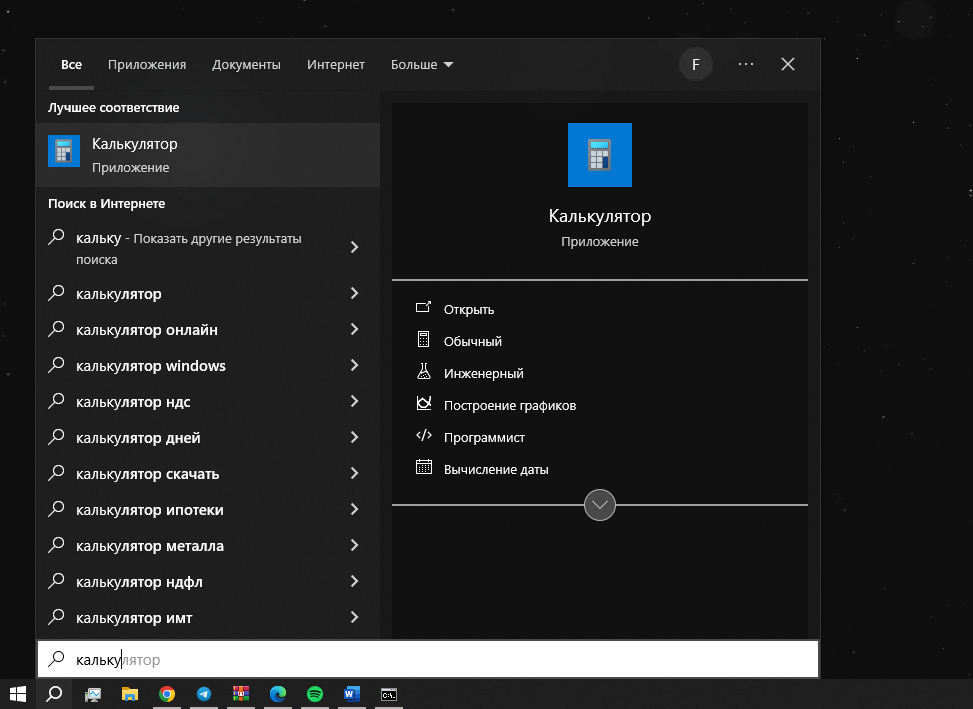 Все Приложения Документы Интернет Больше F ...
Лучшее соответствие
Калькулятор
Приложение
Поиск в Интернете
кальку - Показать другие результаты
поиска
калькулятор
калькулятор онлайн
калькулятор windows
калькулятор ндс
калькулятор дней
калькулятор скачать
калькулятор ипотеки
калькулятор металла
калькулятор ндфл
калькулятор имт
Калькулятор
Приложение
Открыть
Обычный
Инженерный
Построение графиков
Программист
Вычисление даты
калькулятор